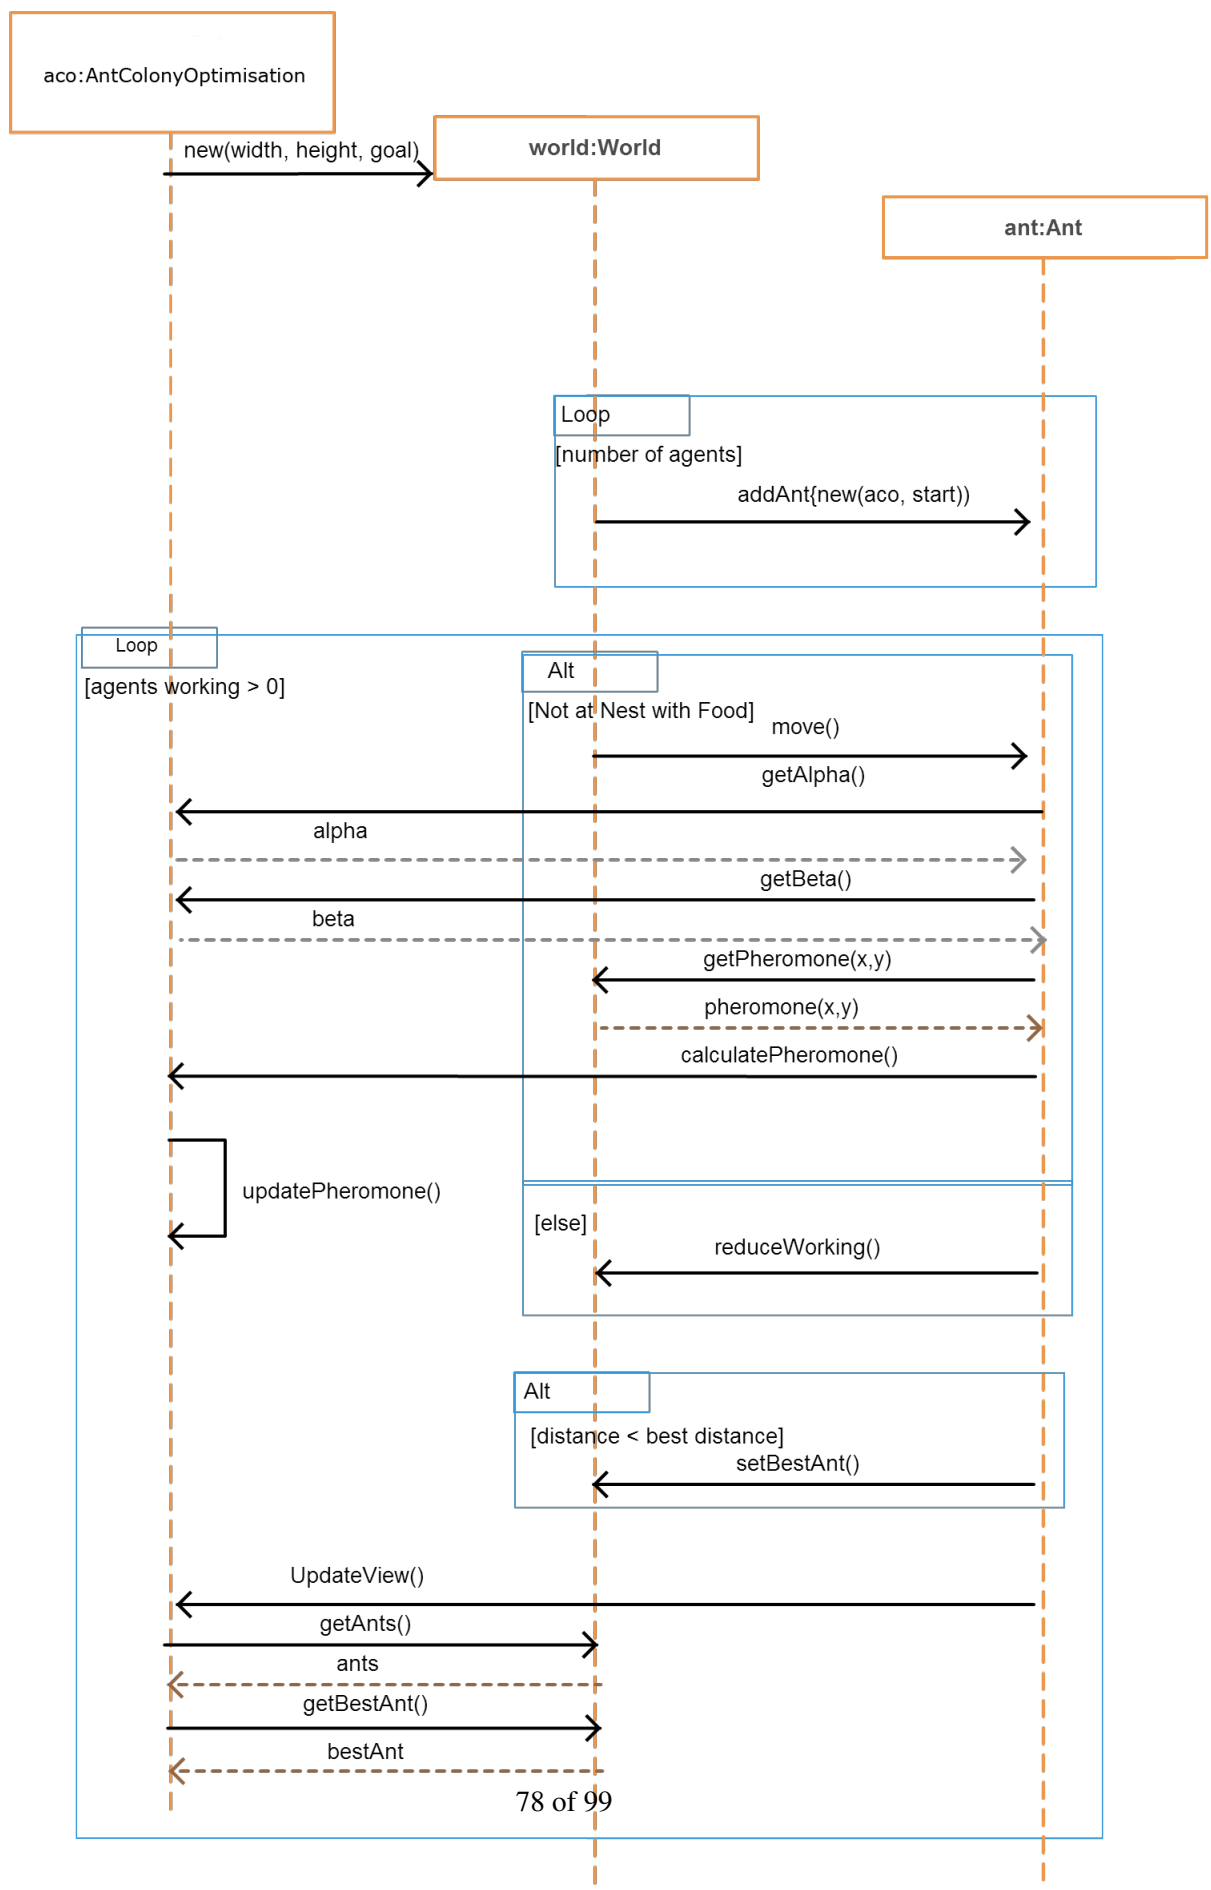 aco:AntColonyOptimisation
new(width, height, goal)
world:World
ant:Ant
Loop
[number of agents]
addAnt{new(aco, start))
Loop
[agents working > 0]
Alt
[Not at Nest with Food]
move()
getAlpha()
alpha
getBeta()
beta
getPheromone(x,y)
pheromone(x,y)
calculatePheromone()
updatePheromone()
[else]
reduceWorking()
Alt
[distance < best distance]
setBestAnt()
UpdateView()
getAnts()
ants
getBestAnt()
bestAnt
78 of 99